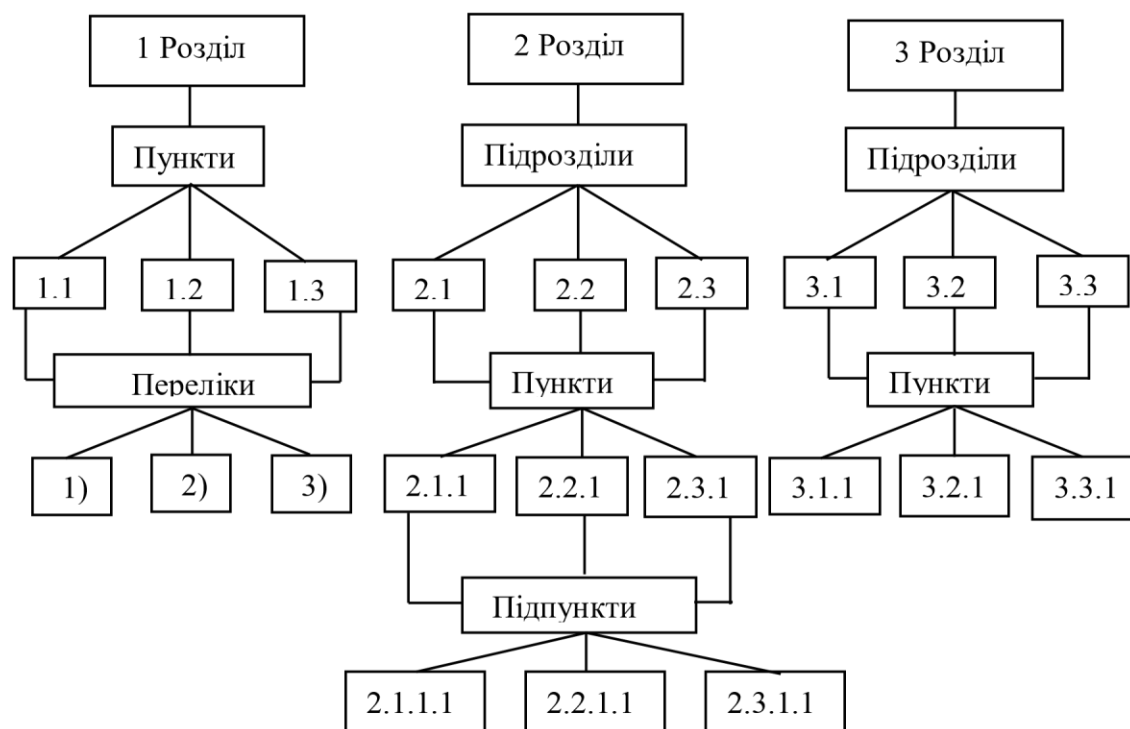 1 Розділ
2 Розділ
3 Розділ
Пункти
Підрозділи
Підрозділи
1.1
1.2
1.3
2.1
2.2
2.3
3.1
3.2
3.3
Переліки
Пункти
Пункти
1)
2)
3)
2.1.1
2.2.1
2.3.1
3.1.1
3.2.1
3.3.1
Підпункти
2.1.1.1
2.2.1.1
2.3.1.1